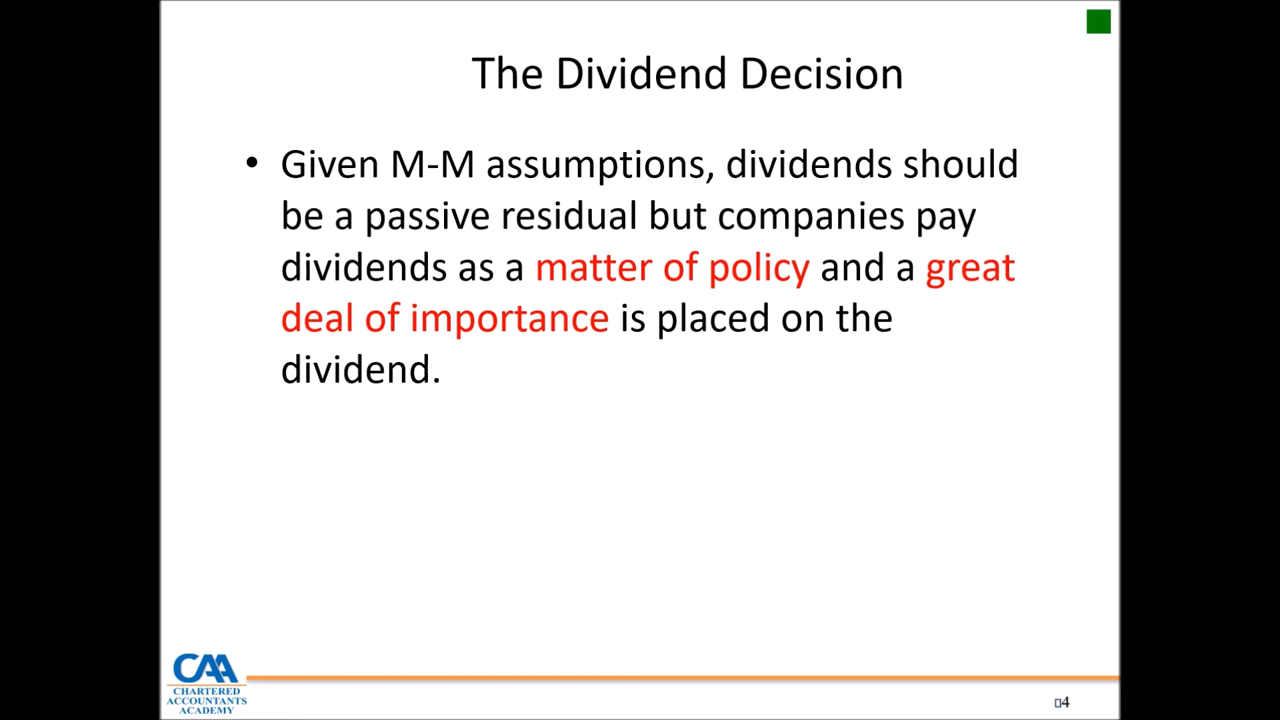 The Dividend Decision
• Given M-M assumptions, dividends should
be a passive residual but companies pay
dividends as a matter of policy and a great
deal of importance is placed on the
dividend.
CAA
CHARTERED
ACCOUNTANTS
ACADEMY
4